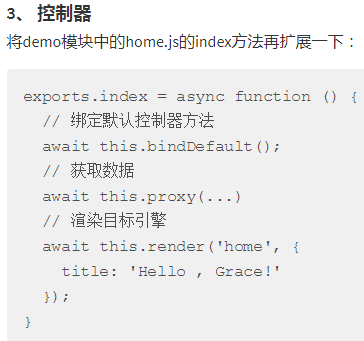 3、 控制器
将demo模块中的home.js的index方法再扩展一下：
exports.index = async function () {
  // 绑定默认控制器方法
  await this.bindDefault();
  // 获取数据
  await this.proxy(...)
  // 渲染目标引擎
  await this.render('home', {
    title: 'Hello , Grace!'
  });
}